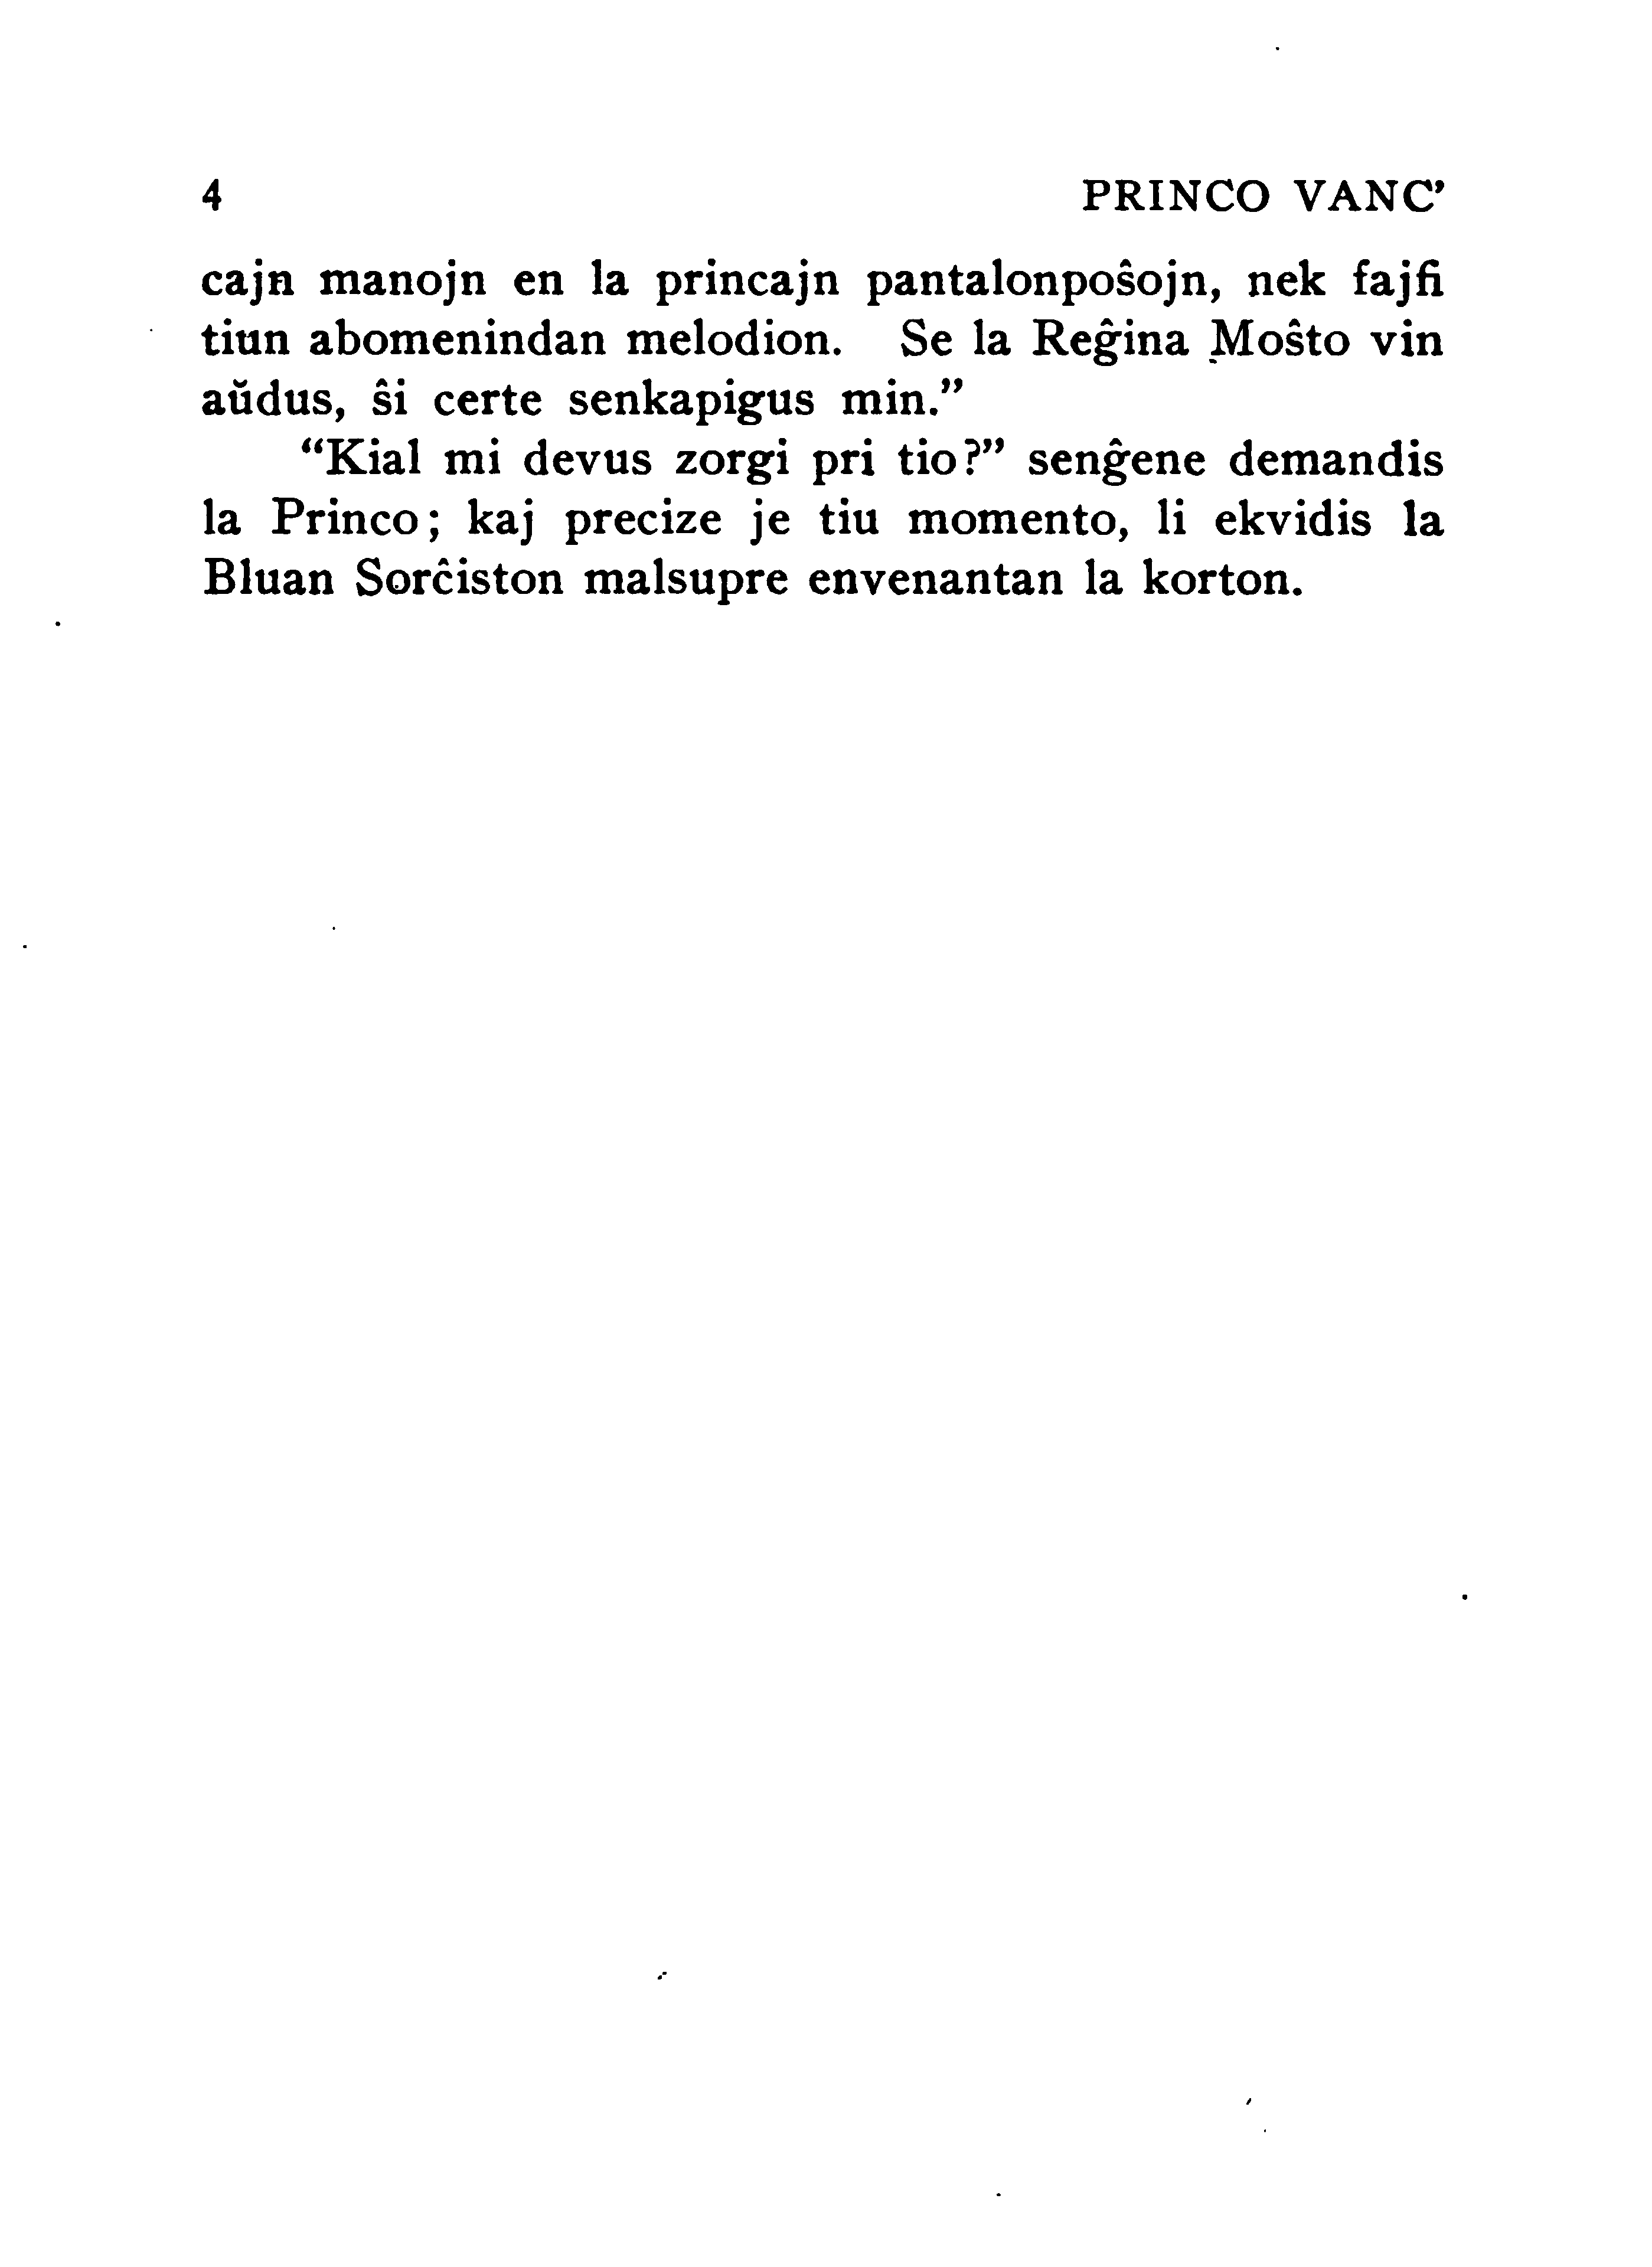 4 PRINCO VANC’
cajn manojn en la princajn pantalonpoŝojn, nek fajfi
tiun abomenindan melodion. Se la Reĝina Moŝto vin
aŭdus, ŝi certe senkapigus min.”
“Kial mi devus zorgi pri tio?” senĝene demandis
la Princo; kaj precize je tiu momento, li ekvidis la
Bluan Sorĉiston malsupre envenantan la korton.